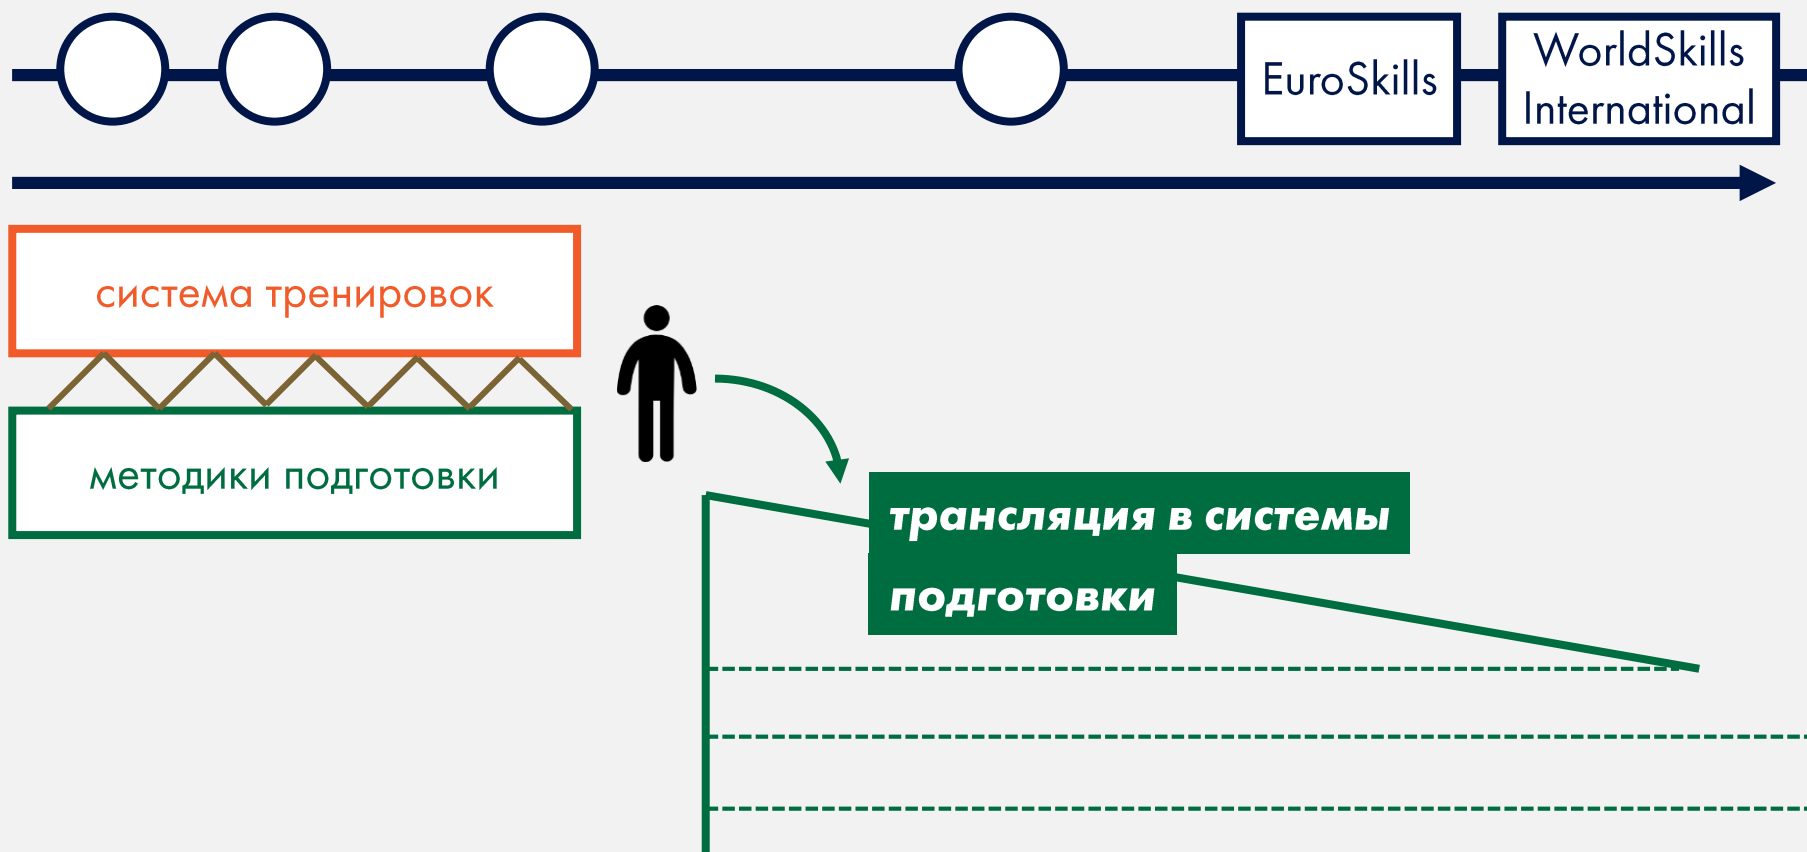 EuroSkills
WorldSkills
International
система тренировок
методики подготовки
трансляция в системы
подготовки